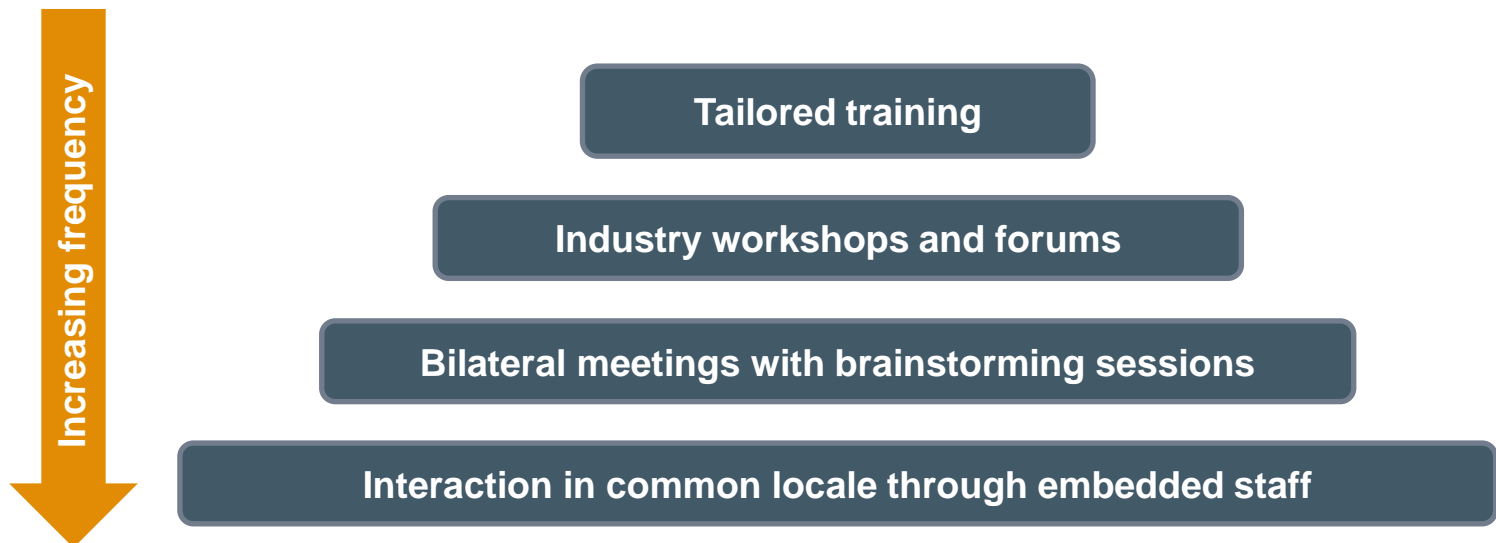 Increasing frequency
Tailored training
Industry workshops and forums
Bilateral meetings with brainstorming sessions
Interaction in common locale through embedded staff